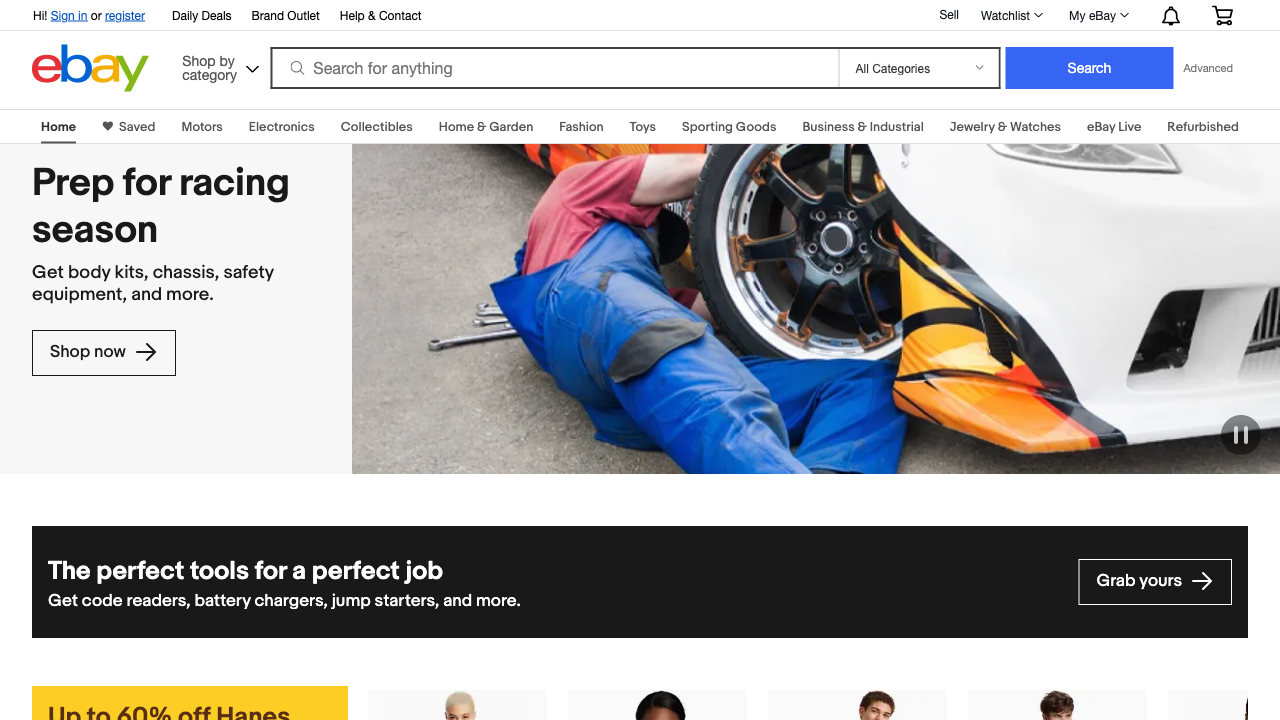 Hi! Sign in or register
Daily Deals
Brand Outlet
Help & Contact
Sell
Watchlist
My eBay
ebay
Shop by
category
Search for anything
All Categories
Search
Advanced
Home
Saved
Motors
Electronics
Collectibles
Home & Garden
Fashion
Toys
Sporting Goods
Business & Industrial
Jewelry & Watches
eBay Live
Refurbished
Prep for racing
season
Get body kits, chassis, safety
equipment, and more.
Shop now
The perfect tools for a perfect job
Get code readers, battery chargers, jump starters, and more.
Grab yours
Up to 60% off Hanes